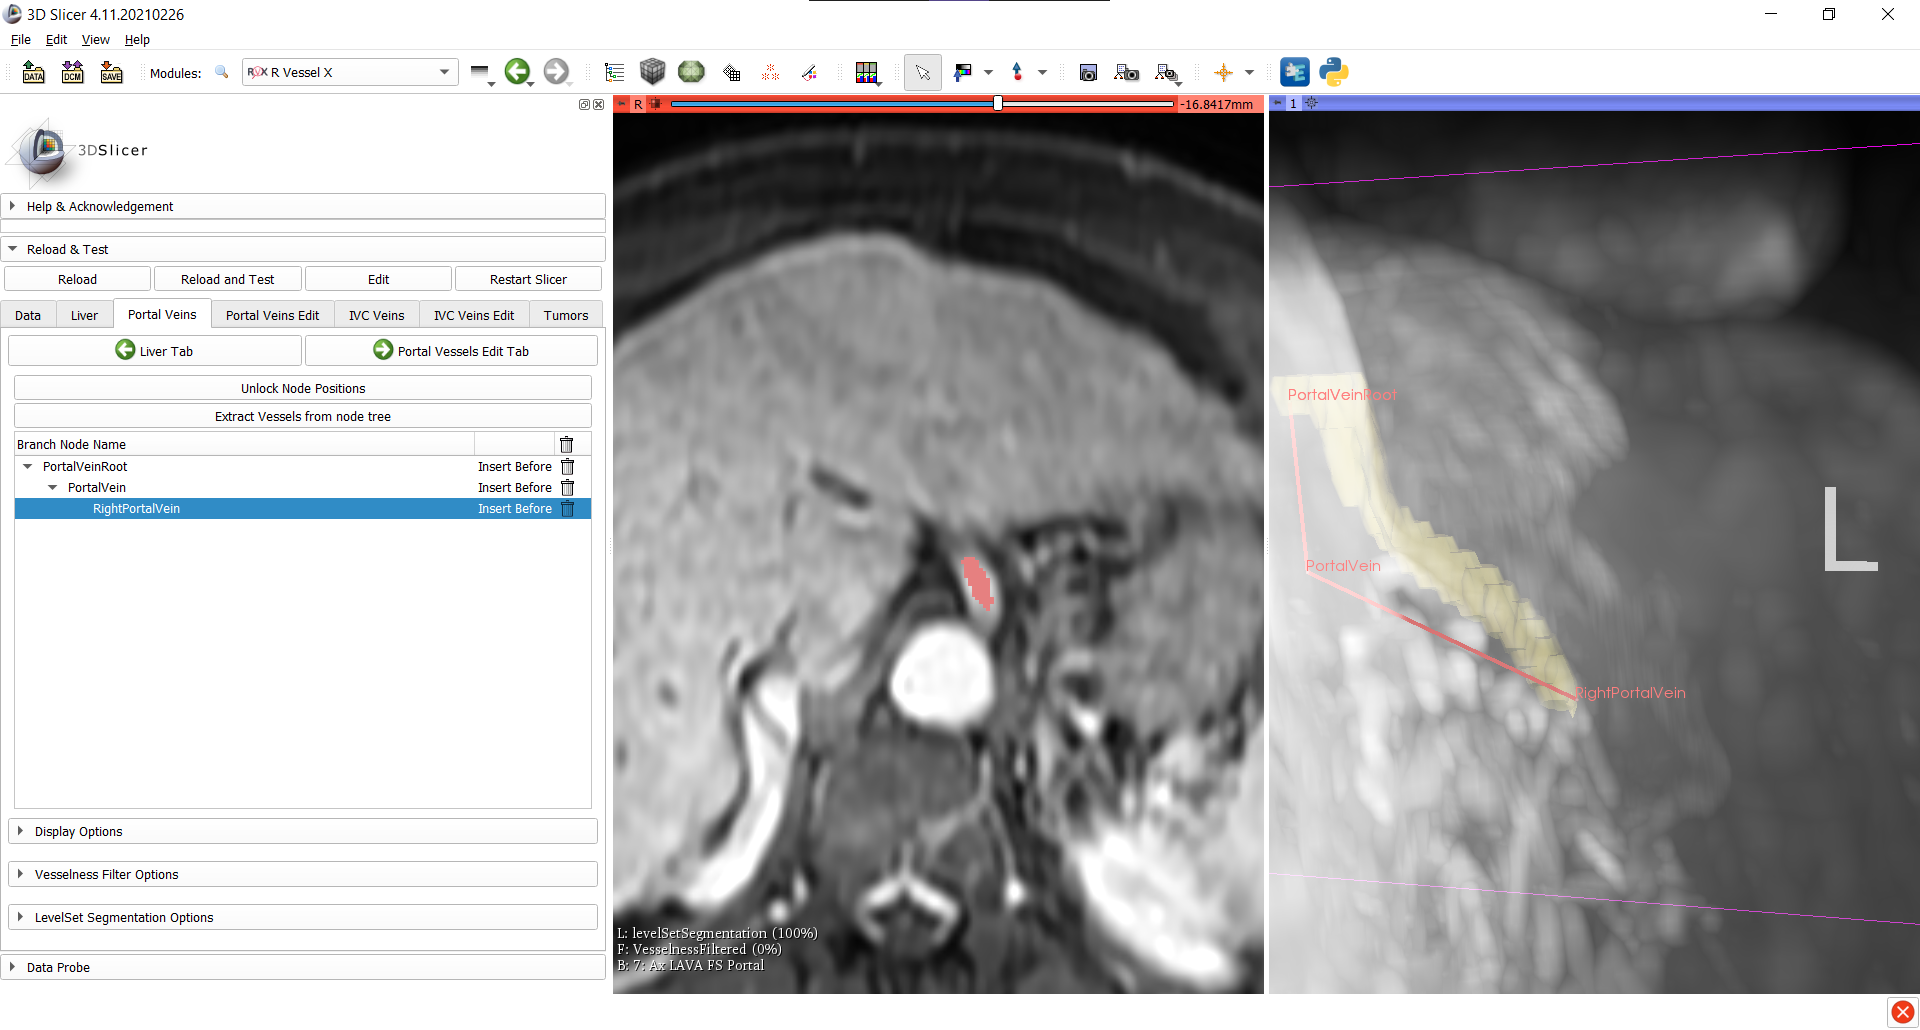 3D Slicer 4.11.20210226
File Edit View Help
DATA DCM SAVE Modules: R Vessel X
R -16.8417mm
1
3DSlicer
Help & Acknowledgement
Reload & Test
Reload Reload and Test Edit Restart Slicer
Data Liver Portal Veins Portal Veins Edit IVC Veins IVC Veins Edit Tumors
Liver Tab Portal Vessels Edit Tab
Unlock Node Positions
Extract Vessels from node tree
Branch Node Name
PortalVeinRoot Insert Before
PortalVein Insert Before
RightPortalVein Insert Before
Display Options
Vesselness Filter Options
LevelSet Segmentation Options
Data Probe
L: levelSetSegmentation (100%)
F: VesselnessFiltered (0%)
B: 7: Ax LAVA FS Portal
PortalVeinRoot
PortalVein
RightPortalVein
L